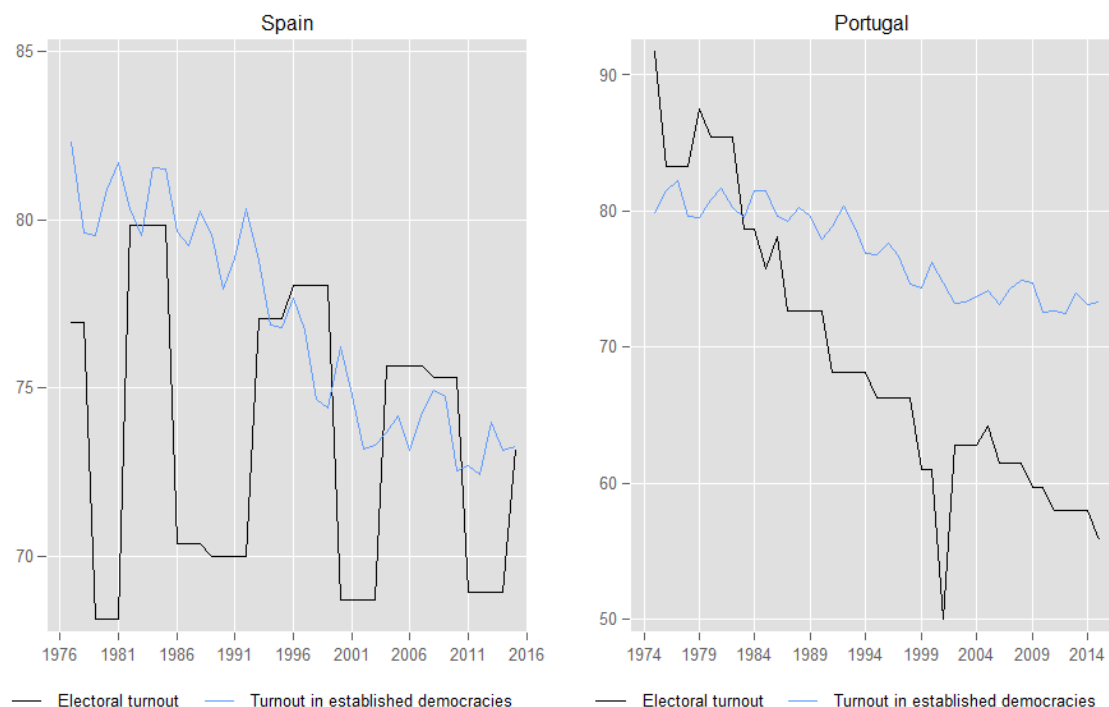 Spain
85
80
75
70
1976 1981 1986 1991 1996 2001 2006 2011 2016
Electoral turnout Turnout in established democracies
Portugal
90
80
70
60
50
1974 1979 1984 1989 1994 1999 2004 2009 2014
Electoral turnout Turnout in established democracies